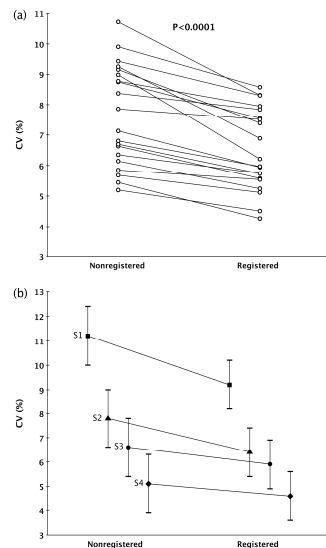 (a)
P<0.0001
11
10
9
8
7
6
5
4
3
CV (%)
Nonregistered Registered
(b)
13
12
11
10
9
8
7
6
5
4
3
CV (%)
S1
S2
S3
S4
Nonregistered Registered